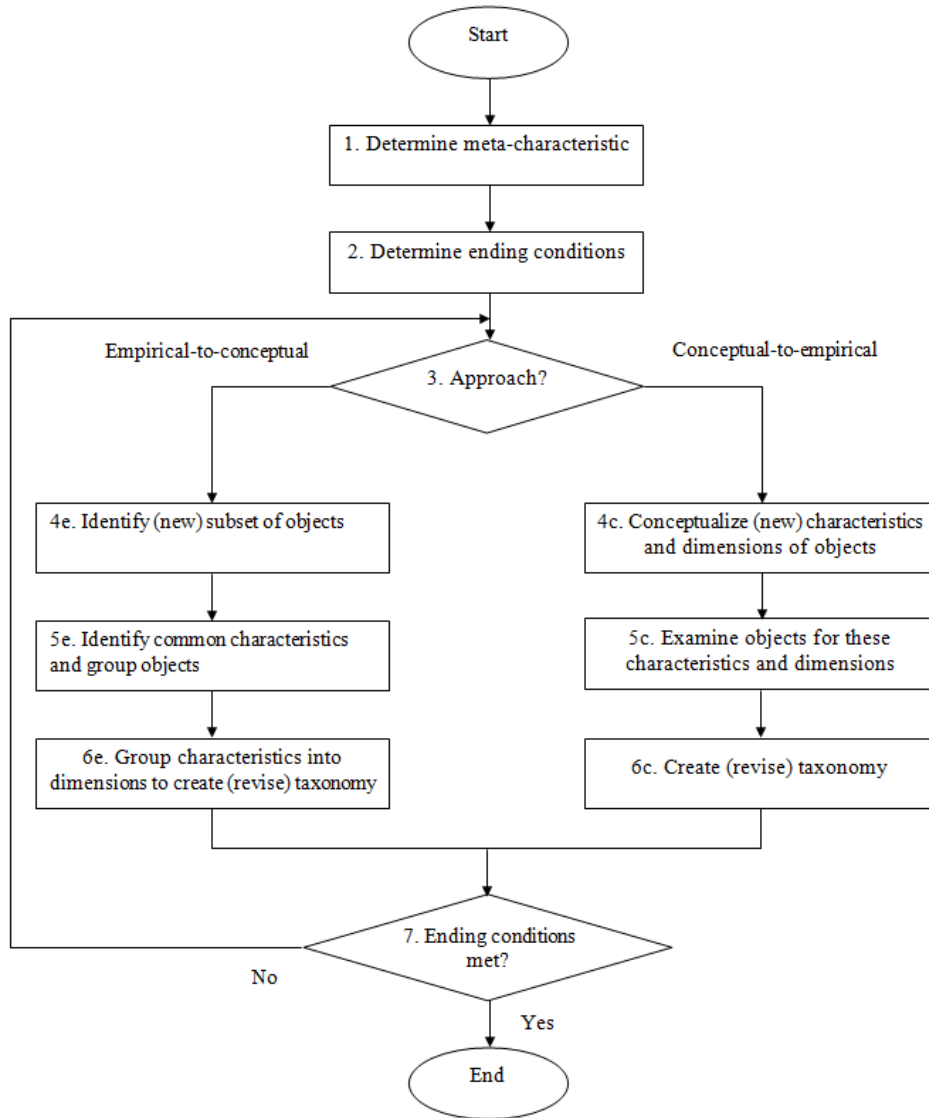 Start
1. Determine meta-characteristic
2. Determine ending conditions
Empirical-to-conceptual
Conceptual-to-empirical
3. Approach?
4e. Identify (new) subset of objects
4c. Conceptualize (new) characteristics
and dimensions of objects
5e. Identify common characteristics
and group objects
5c. Examine objects for these
characteristics and dimensions
6e. Group characteristics into
dimensions to create (revise) taxonomy
6c. Create (revise) taxonomy
7. Ending conditions
met?
No
Yes
End